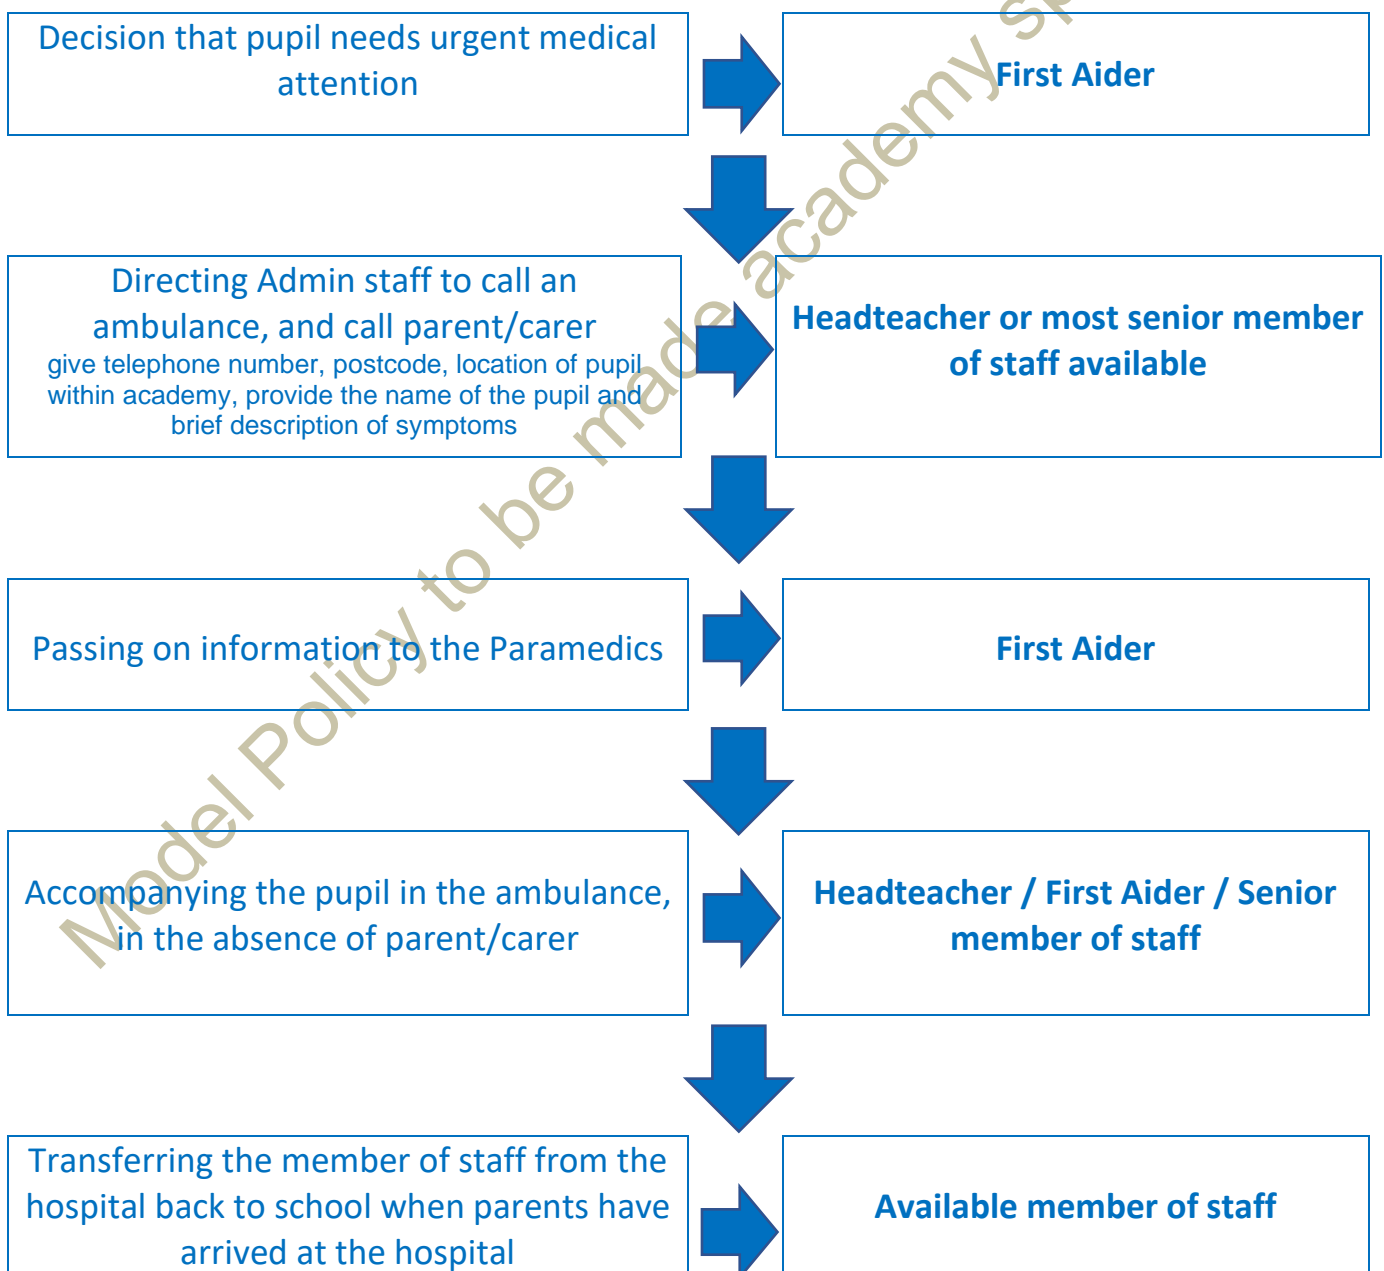 Decision that pupil needs urgent medical
attention
First Aider
Directing Admin staff to call an
ambulance, and call parent/carer
give telephone number, postcode, location of pupil
within academy, provide the name of the pupil and
brief description of symptoms
Headteacher or most senior member
of staff available
Passing on information to the Paramedics
First Aider
Accompanying the pupil in the ambulance,
in the absence of parent/carer
Headteacher / First Aider / Senior
member of staff
Transferring the member of staff from the
hospital back to school when parents have
arrived at the hospital
Available member of staff
Model Policy to be made academy